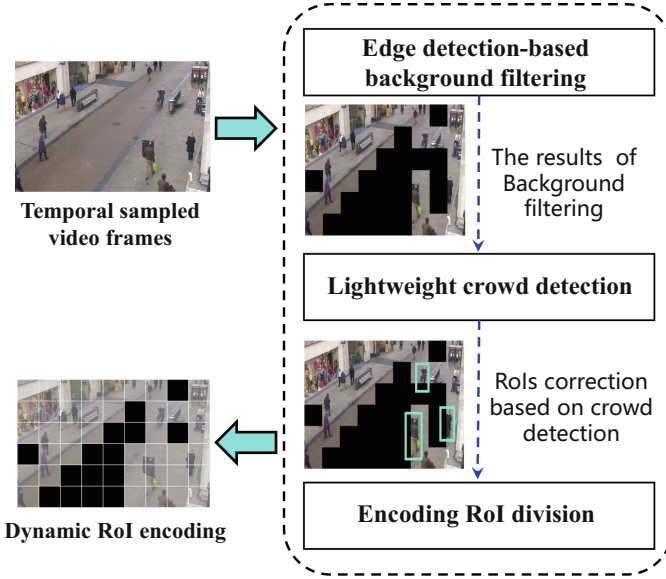 Temporal sampled
video frames
Edge detection-based
background filtering
The results of
Background
filtering
Lightweight crowd detection
RoIs correction
based on crowd
detection
Encoding RoI division
Dynamic RoI encoding